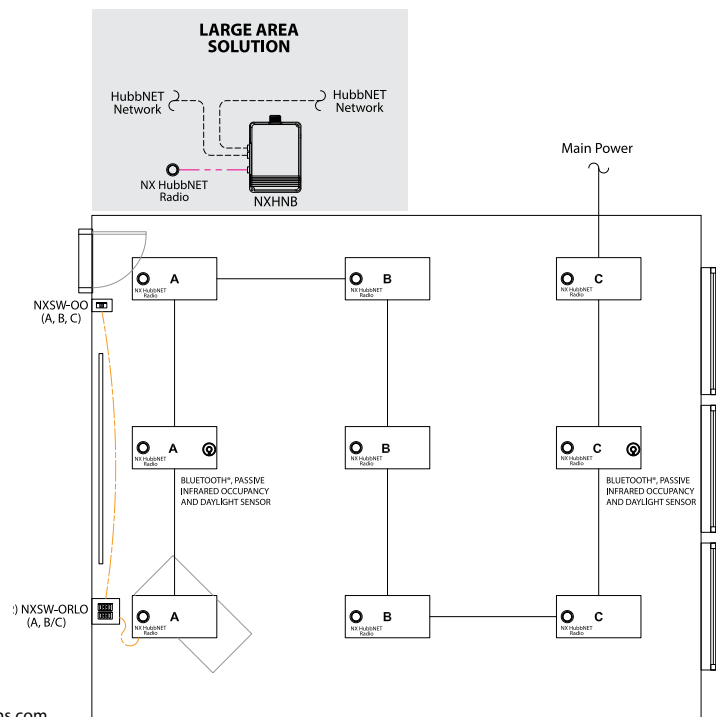 LARGE AREA
SOLUTION
HubbNET
Network
HubbNET
Network
NX HubbNET
Radio
NXHNB
Main Power
A
NX HubbNET
Radio
B
NX HubbNET
Radio
C
NX HubbNET
Radio
NXSW-OO
(A, B, C)
A
NX HubbNET
Radio
B
NX HubbNET
Radio
C
NX HubbNET
Radio
BLUETOOTH®, PASSIVE
INFRARED OCCUPANCY
AND DAYLIGHT SENSOR
BLUETOOTH®, PASSIVE
INFRARED OCCUPANCY
AND DAYLIGHT SENSOR
) NXSW-ORLO
(A, B/C)
A
NX HubbNET
Radio
B
NX HubbNET
Radio
C
NX HubbNET
Radio